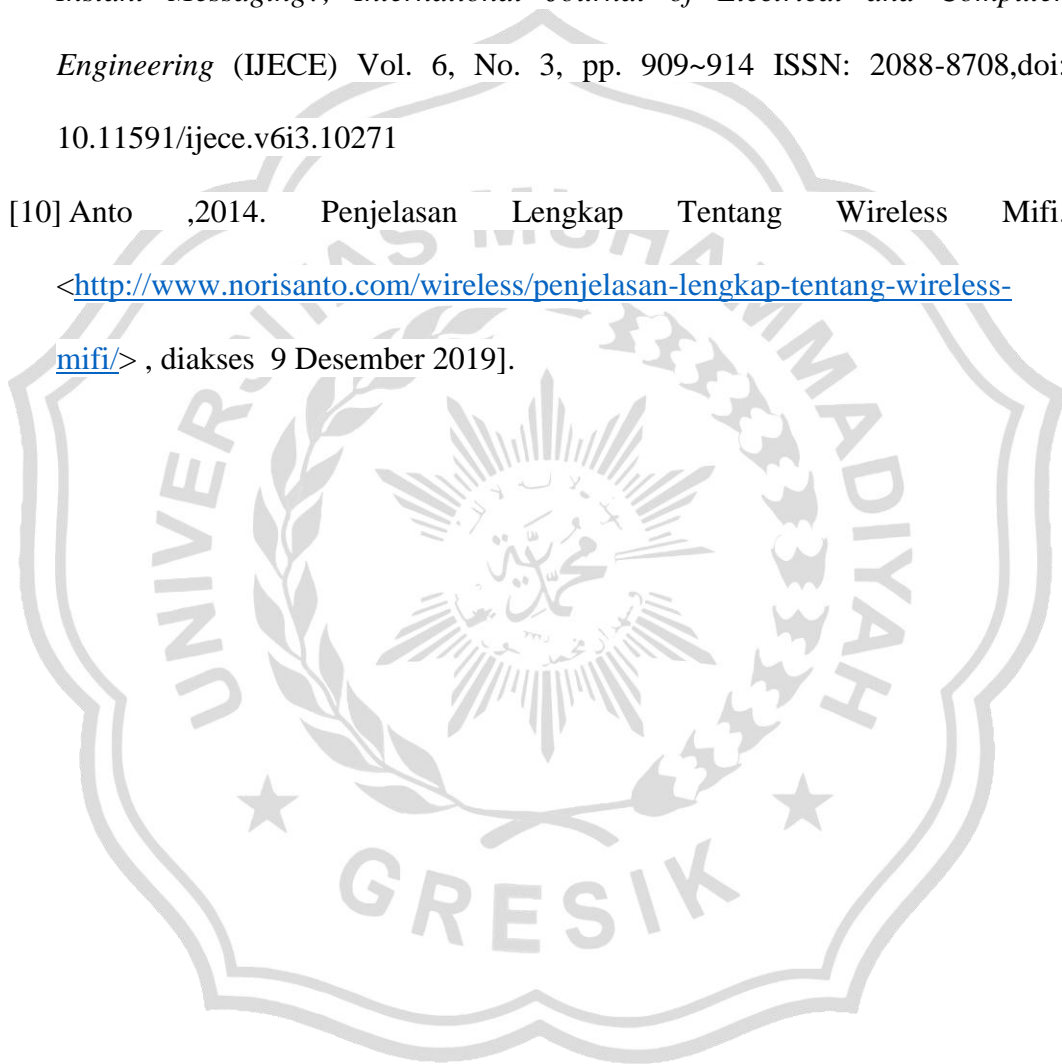 Instant Messaging?, International Journal of Electrical and Computer
Engineering (IJECE) Vol. 6, No. 3, pp. 909~914 ISSN: 2088-8708,doi:
10.11591/ijece.v6i3.10271
[10] Anto ,2014. Penjelasan Lengkap Tentang Wireless Mifi.
<http://www.norisanto.com/wireless/penjelasan-lengkap-tentang-wireless-
mifi/> , diakses 9 Desember 2019].
UNIVERSITAS MUHAMMADIYAH
GRESIK